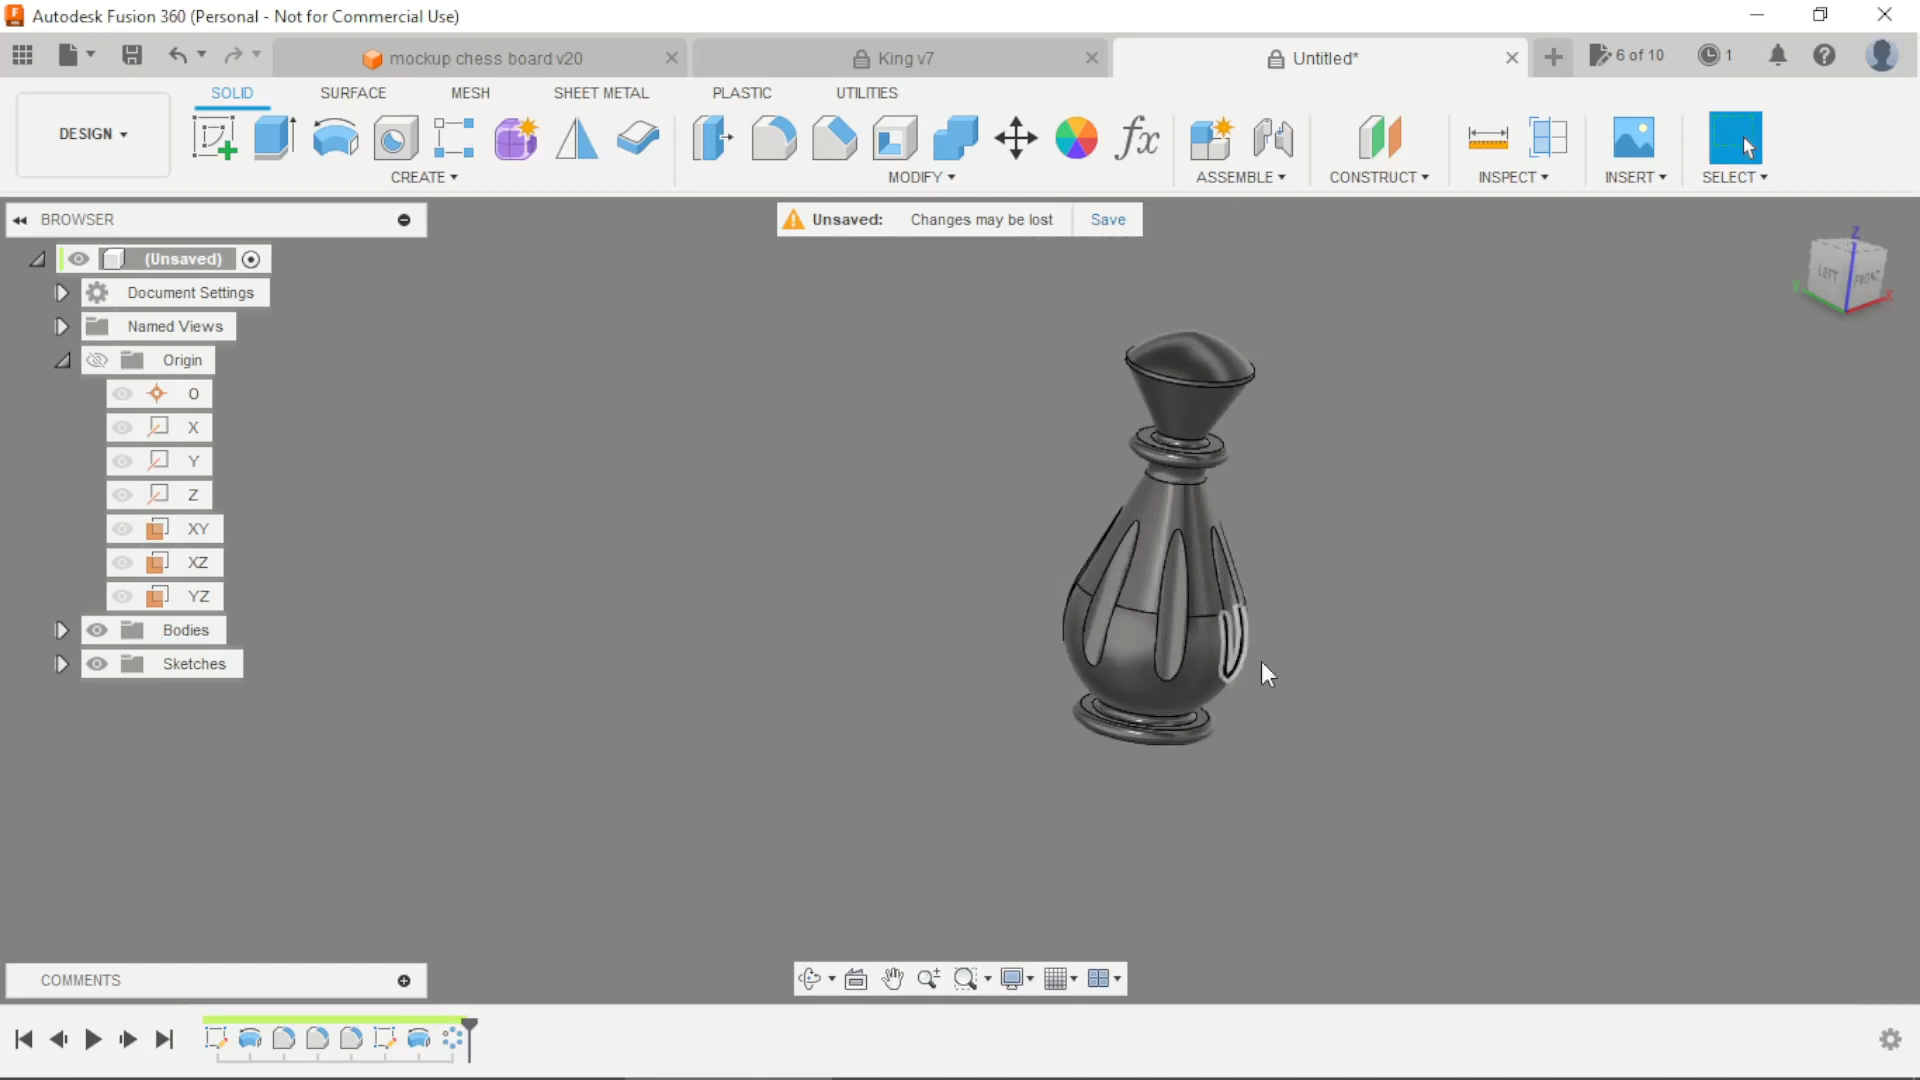 Autodesk Fusion 360 (Personal - Not for Commercial Use)
mockup chess board v20
King v7
Untitled*
6 of 10
1
SOLID
SURFACE
MESH
SHEET METAL
PLASTIC
UTILITIES
DESIGN
CREATE
MODIFY
ASSEMBLE
CONSTRUCT
INSPECT
INSERT
SELECT
BROWSER
Unsaved: Changes may be lost Save
(Unsaved)
Document Settings
Named Views
Origin
O
X
Y
Z
XY
XZ
YZ
Bodies
Sketches
Z
LEFT
FRONT
Y
X
COMMENTS